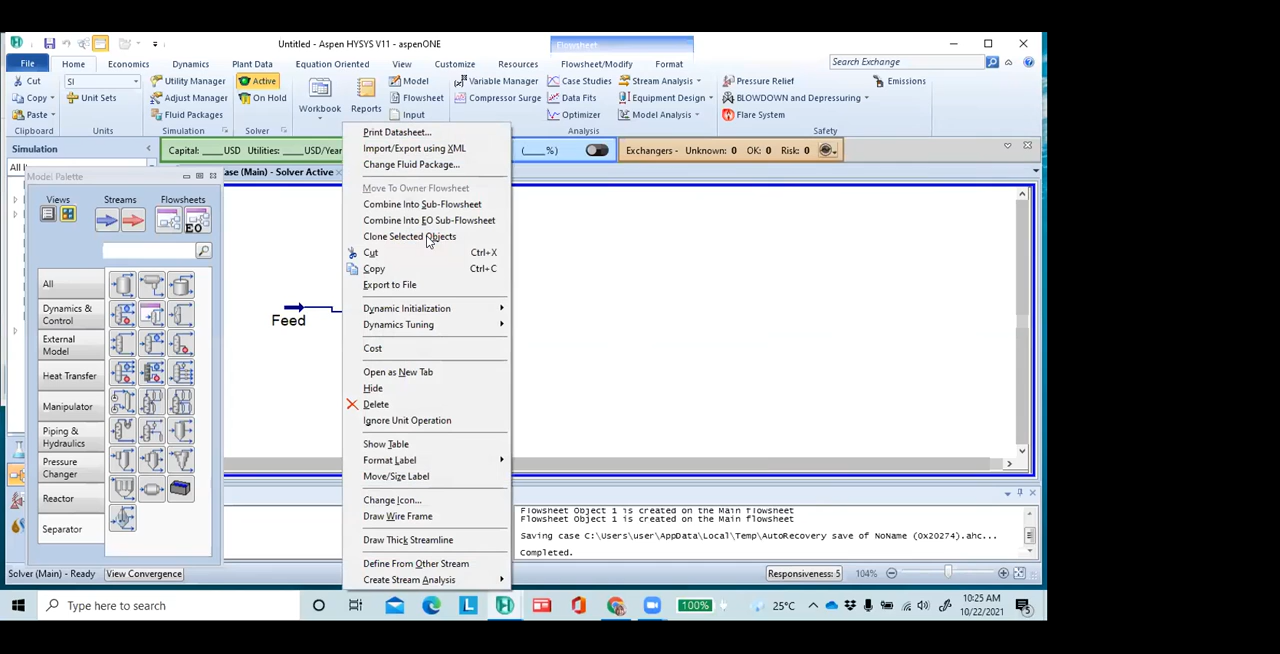 Untitled - Aspen HYSYS V11 - aspenONE
Flowsheet
File Home Economics Dynamics Plant Data Equation Oriented View Customize Resources Flowsheet/Modify Format
Search Exchange
Cut SI Utility Manager Active Model Variable Manager Case Studies Stream Analysis Pressure Relief Emissions
Copy Unit Sets Adjust Manager On Hold Workbook Reports Flowsheet Compressor Surge Data Fits Equipment Design BLOWDOWN and Depressuring
Paste Fluid Packages Input Optimizer Model Analysis Flare System
Clipboard Units Simulation Solver Analysis Safety
Simulation
Capital: ____USD Utilities: ____USD/Year
(____%)
Exchangers - Unknown: 0 OK: 0 Risk: 0
Model Palette
ase (Main) - Solver Active
Views Streams Flowsheets
EO
All
Dynamics &
Control
External
Model
Heat Transfer
Manipulator
Piping &
Hydraulics
Pressure
Changer
Reactor
Separator
Feed
Print Datasheet...
Import/Export using XML
Change Fluid Package...
Move To Owner Flowsheet
Combine Into Sub-Flowsheet
Combine Into EO Sub-Flowsheet
Clone Selected Objects
Cut Ctrl+X
Copy Ctrl+C
Export to File
Dynamic Initialization
Dynamics Tuning
Cost
Open as New Tab
Hide
Delete
Ignore Unit Operation
Show Table
Format Label
Move/Size Label
Change Icon...
Draw Wire Frame
Draw Thick Streamline
Define From Other Stream
Create Stream Analysis
Flowsheet Object 1 is created on the Main flowsheet
Flowsheet Object 1 is created on the Main flowsheet
Saving case C:\Users\user\AppData\Local\Temp\AutoRecovery save of NoName (0x20274).ahc...
Completed.
Solver (Main) - Ready View Convergence
Responsiveness: 5 104%
Type here to search
100% 25°C
10:25 AM
10/22/2021
5